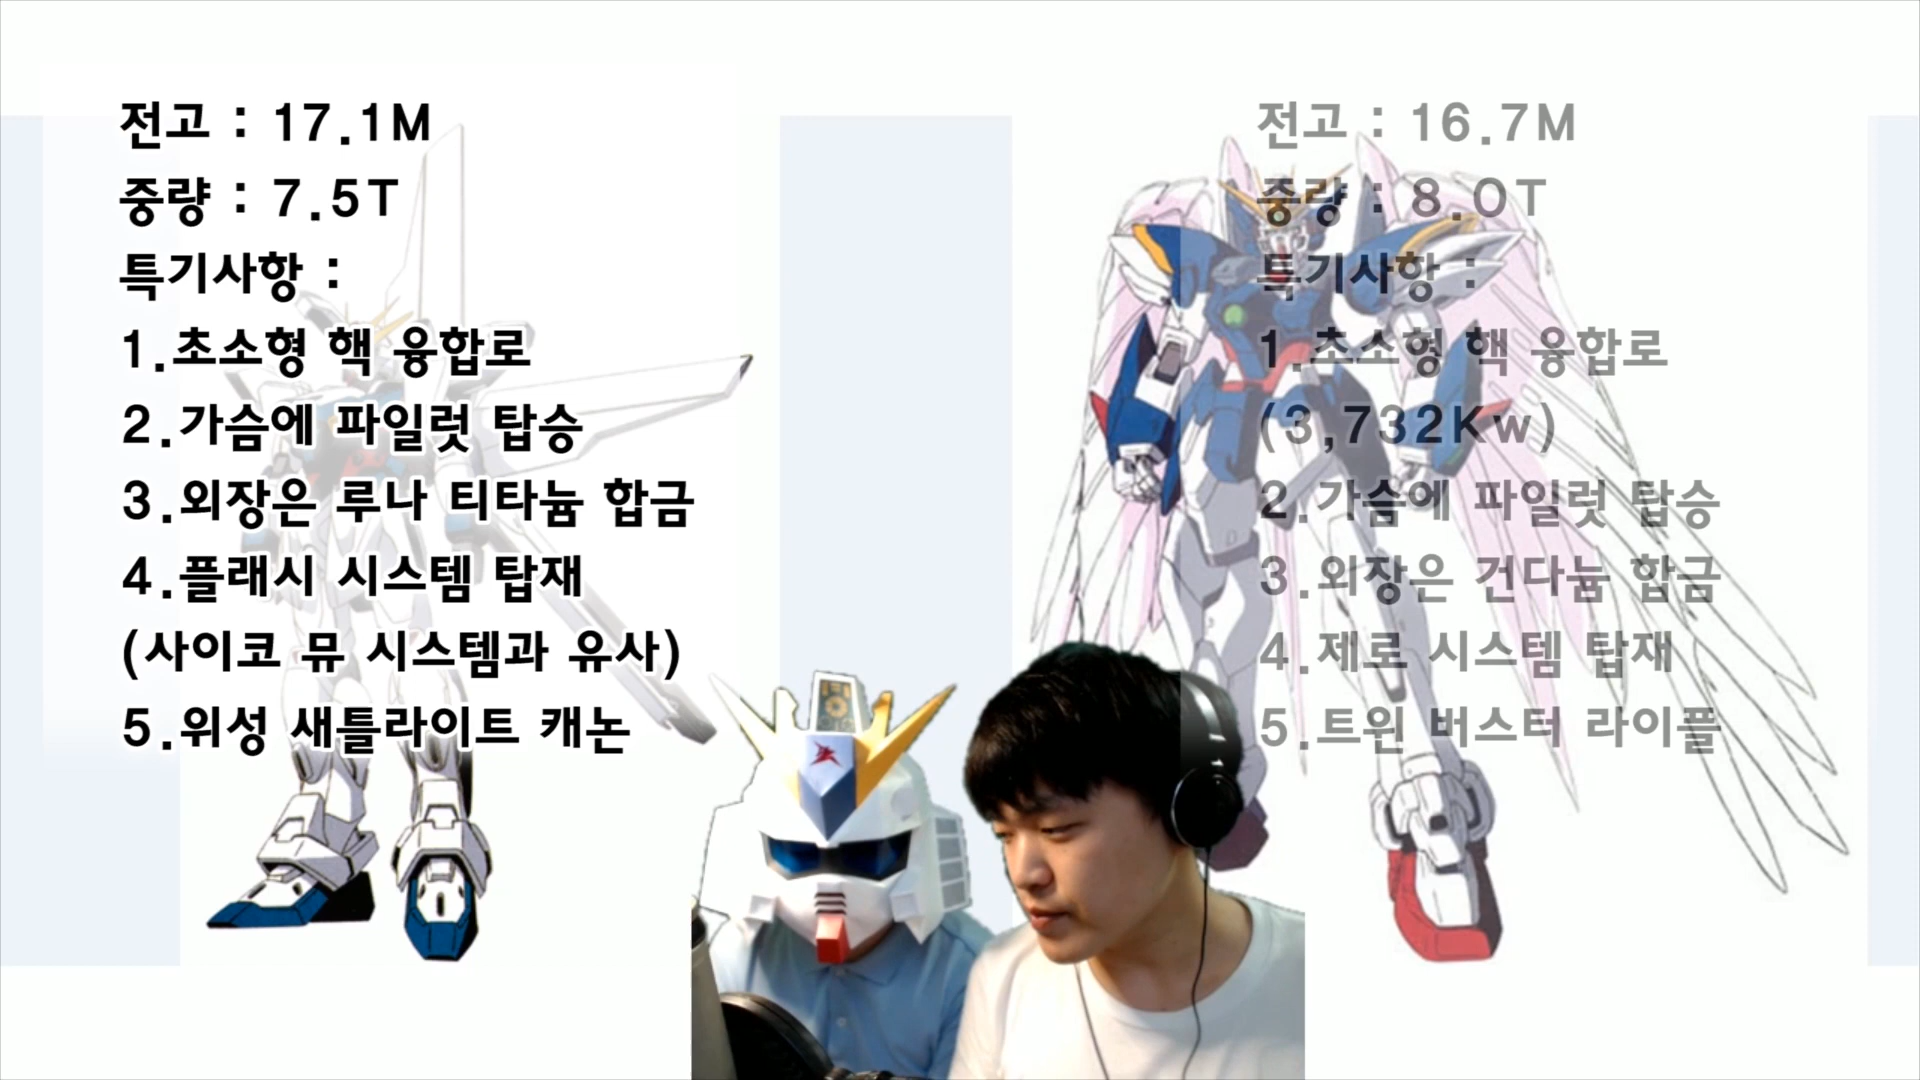 전고 : 17.1M
중량 : 7.5T
특기사항 :
1.초소형 핵 융합로
2.가슴에 파일럿 탑승
3.외장은 루나 티타늄 합금
4.플래시 시스템 탑재
(사이코 뮤 시스템과 유사)
5.위성 새틀라이트 캐논
전고 : 16.7M
중량 : 8.0T
특기사항 :
1.초소형 핵 융합로
(3,732Kw)
2.가슴에 파일럿 탑승
3.외장은 건다늄 합금
4.제로 시스템 탑재
5.트윈 버스터 라이플